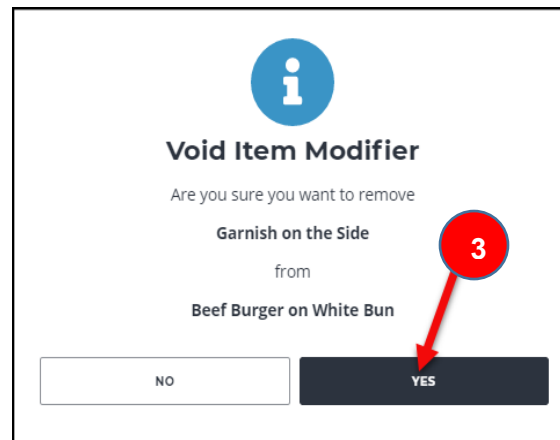 Void Item Modifier
Are you sure you want to remove
Garnish on the Side
from
Beef Burger on White Bun
3
NO
YES